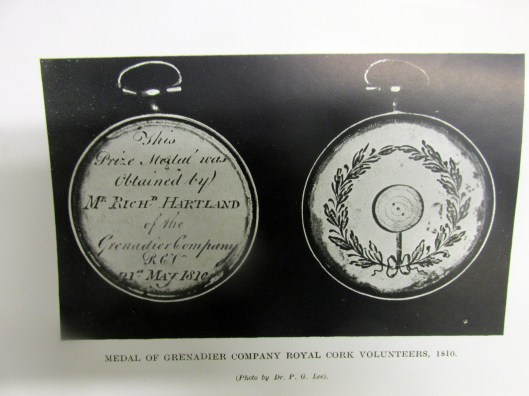 This
Prize Medal was
Obtained by
Mr. Richd. HARTLAND
of the
Grenadier Company
R C V
21st May 1810
MEDAL OF GRENADIER COMPANY ROYAL CORK VOLUNTEERS, 1810.
(Photo by Dr. P. G. Lee).